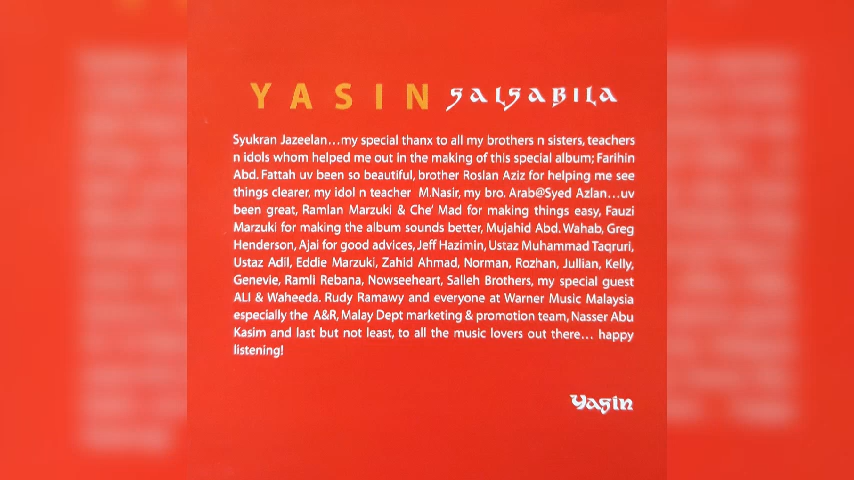 YASIN SALSABILA
Syukran Jazeelan...my special thanx to all my brothers n sisters, teachers
n idols whom helped me out in the making of this special album; Farihin
Abd. Fattah uv been so beautiful, brother Roslan Aziz for helping me see
things clearer, my idol n teacher M.Nasir, my bro. Arab@Syed Azlan...uv
been great, Ramlan Marzuki & Che' Mad for making things easy, Fauzi
Marzuki for making the album sounds better, Mujahid Abd. Wahab, Greg
Henderson, Ajai for good advices, Jeff Hazimin, Ustaz Muhammad Taqruri,
Ustaz Adil, Eddie Marzuki, Zahid Ahmad, Norman, Rozhan, Jullian, Kelly,
Genevie, Ramli Rebana, Nowseeheart, Salleh Brothers, my special guest
ALI & Waheeda. Rudy Ramawy and everyone at Warner Music Malaysia
especially the A&R, Malay Dept marketing & promotion team, Nasser Abu
Kasim and last but not least, to all the music lovers out there... happy
listening!
Yasin